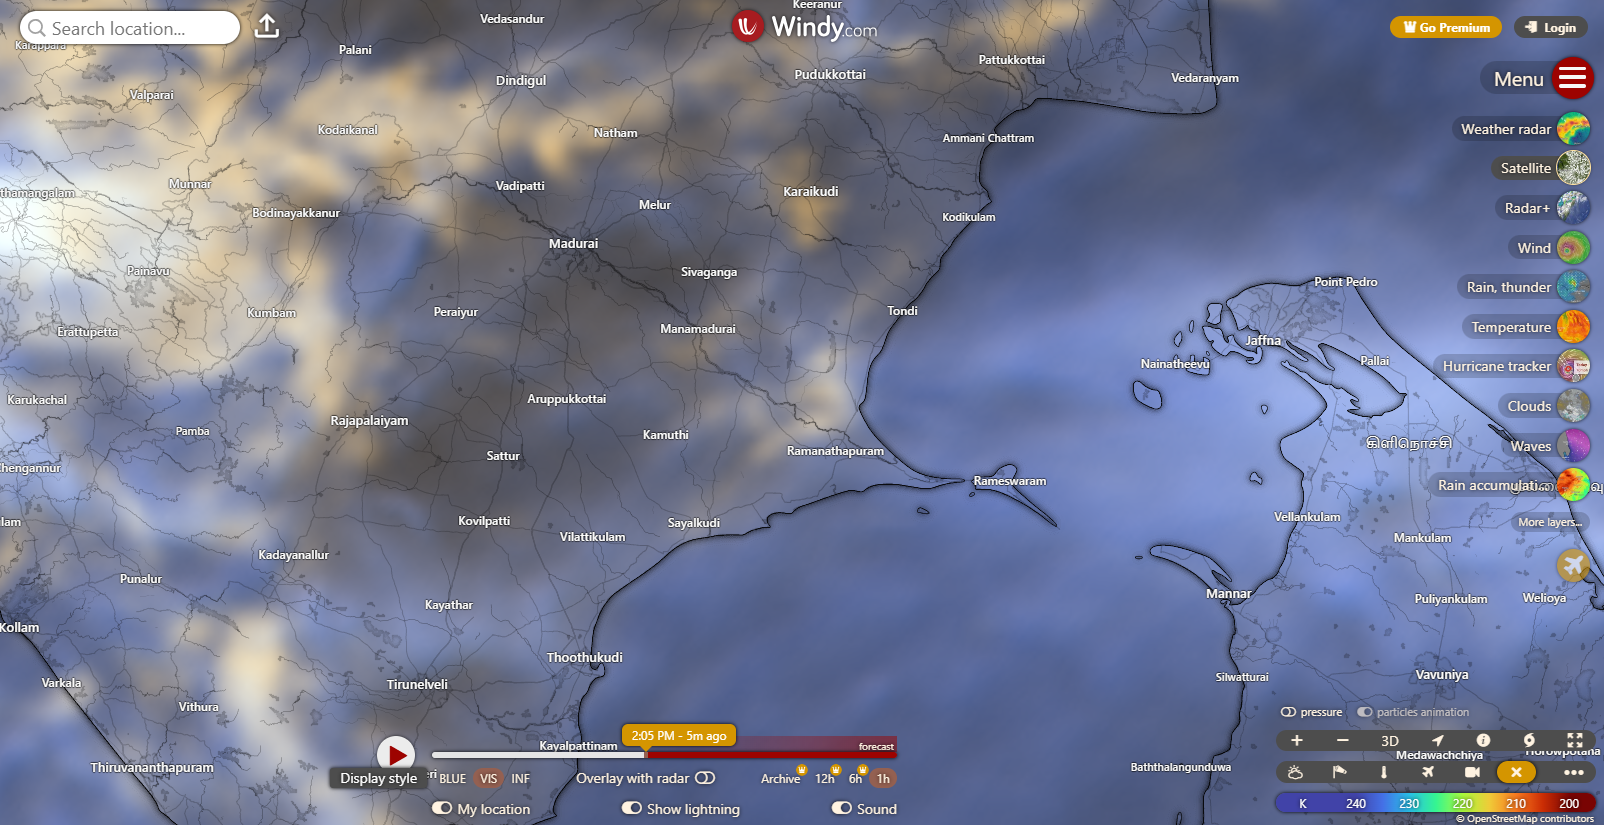 Search location...
Windy.com
Go Premium
Login
Menu
Keeranur
Vedasandur
Karappara
Palani
Pattukkottai
Dindigul
Pudukkottai
Vedaranyam
Valparai
Weather radar
Kodaikanal
Natham
Ammani Chattram
Satellite
Munnar
Vadipatti
Karaikudi
thamangalam
Melur
Radar+
Bodinayakkanur
Kodikulam
Madurai
Wind
Painavu
Sivaganga
Point Pedro
Rain, thunder
Kumbam
Peraiyur
Tondi
Erattupetta
Manamadurai
Temperature
Jaffna
Nainatheevu
Pallai
Hurricane tracker
Karukachal
Aruppukkottai
Clouds
Rajapalaiyam
Pamba
Kamuthi
கிளிநொச்சி
Waves
Sattur
Ramanathapuram
Chengannur
Rameswaram
Rain accumulati...
Kovilpatti
Sayalkudi
Vellankulam
lam
More layers...
Vilattikulam
Mankulam
Kadayanallur
Punalur
Mannar
Puliyankulam
Welioya
Kayathar
Kollam
Thoothukudi
Varkala
Tirunelveli
Silwatturai
Vavuniya
Vithura
pressure
particles animation
2:05 PM - 5m ago
Kayalpattinam
forecast
3D
Medawachchiya
Horowpotana
Thiruvananthapuram
Baththalangunduwa
Display style
eri
BLUE
VIS
INF
Overlay with radar
Archive
12h
6h
1h
My location
Show lightning
Sound
K
240
230
220
210
200
© OpenStreetMap contributors